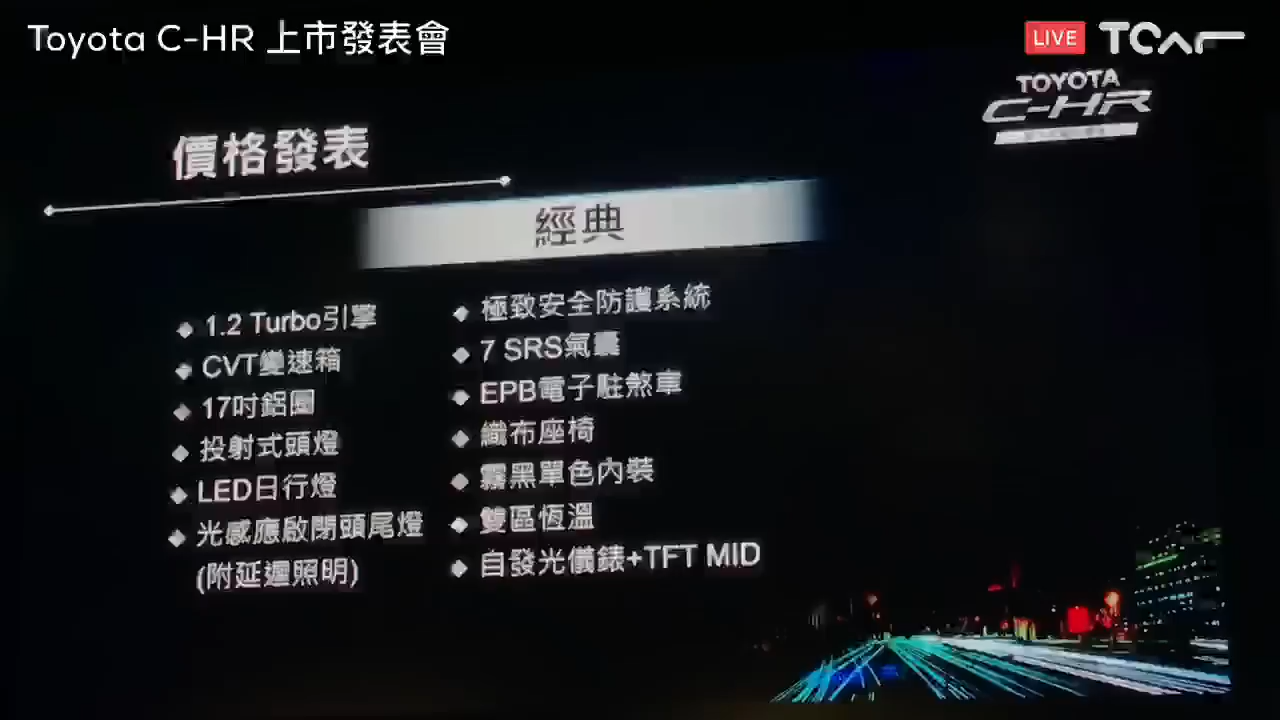 Toyota C-HR 上市發表會
LIVE TCAr
TOYOTA
C-HR
價格發表
經典
1.2 Turbo引擎
CVT變速箱
17吋鋁圈
投射式頭燈
LED日行燈
光感應啟閉頭尾燈
(附延遲照明)
極致安全防護系統
7 SRS氣囊
EPB電子駐煞車
織布座椅
霧黑單色內裝
雙區恆溫
自發光儀錶+TFT MID